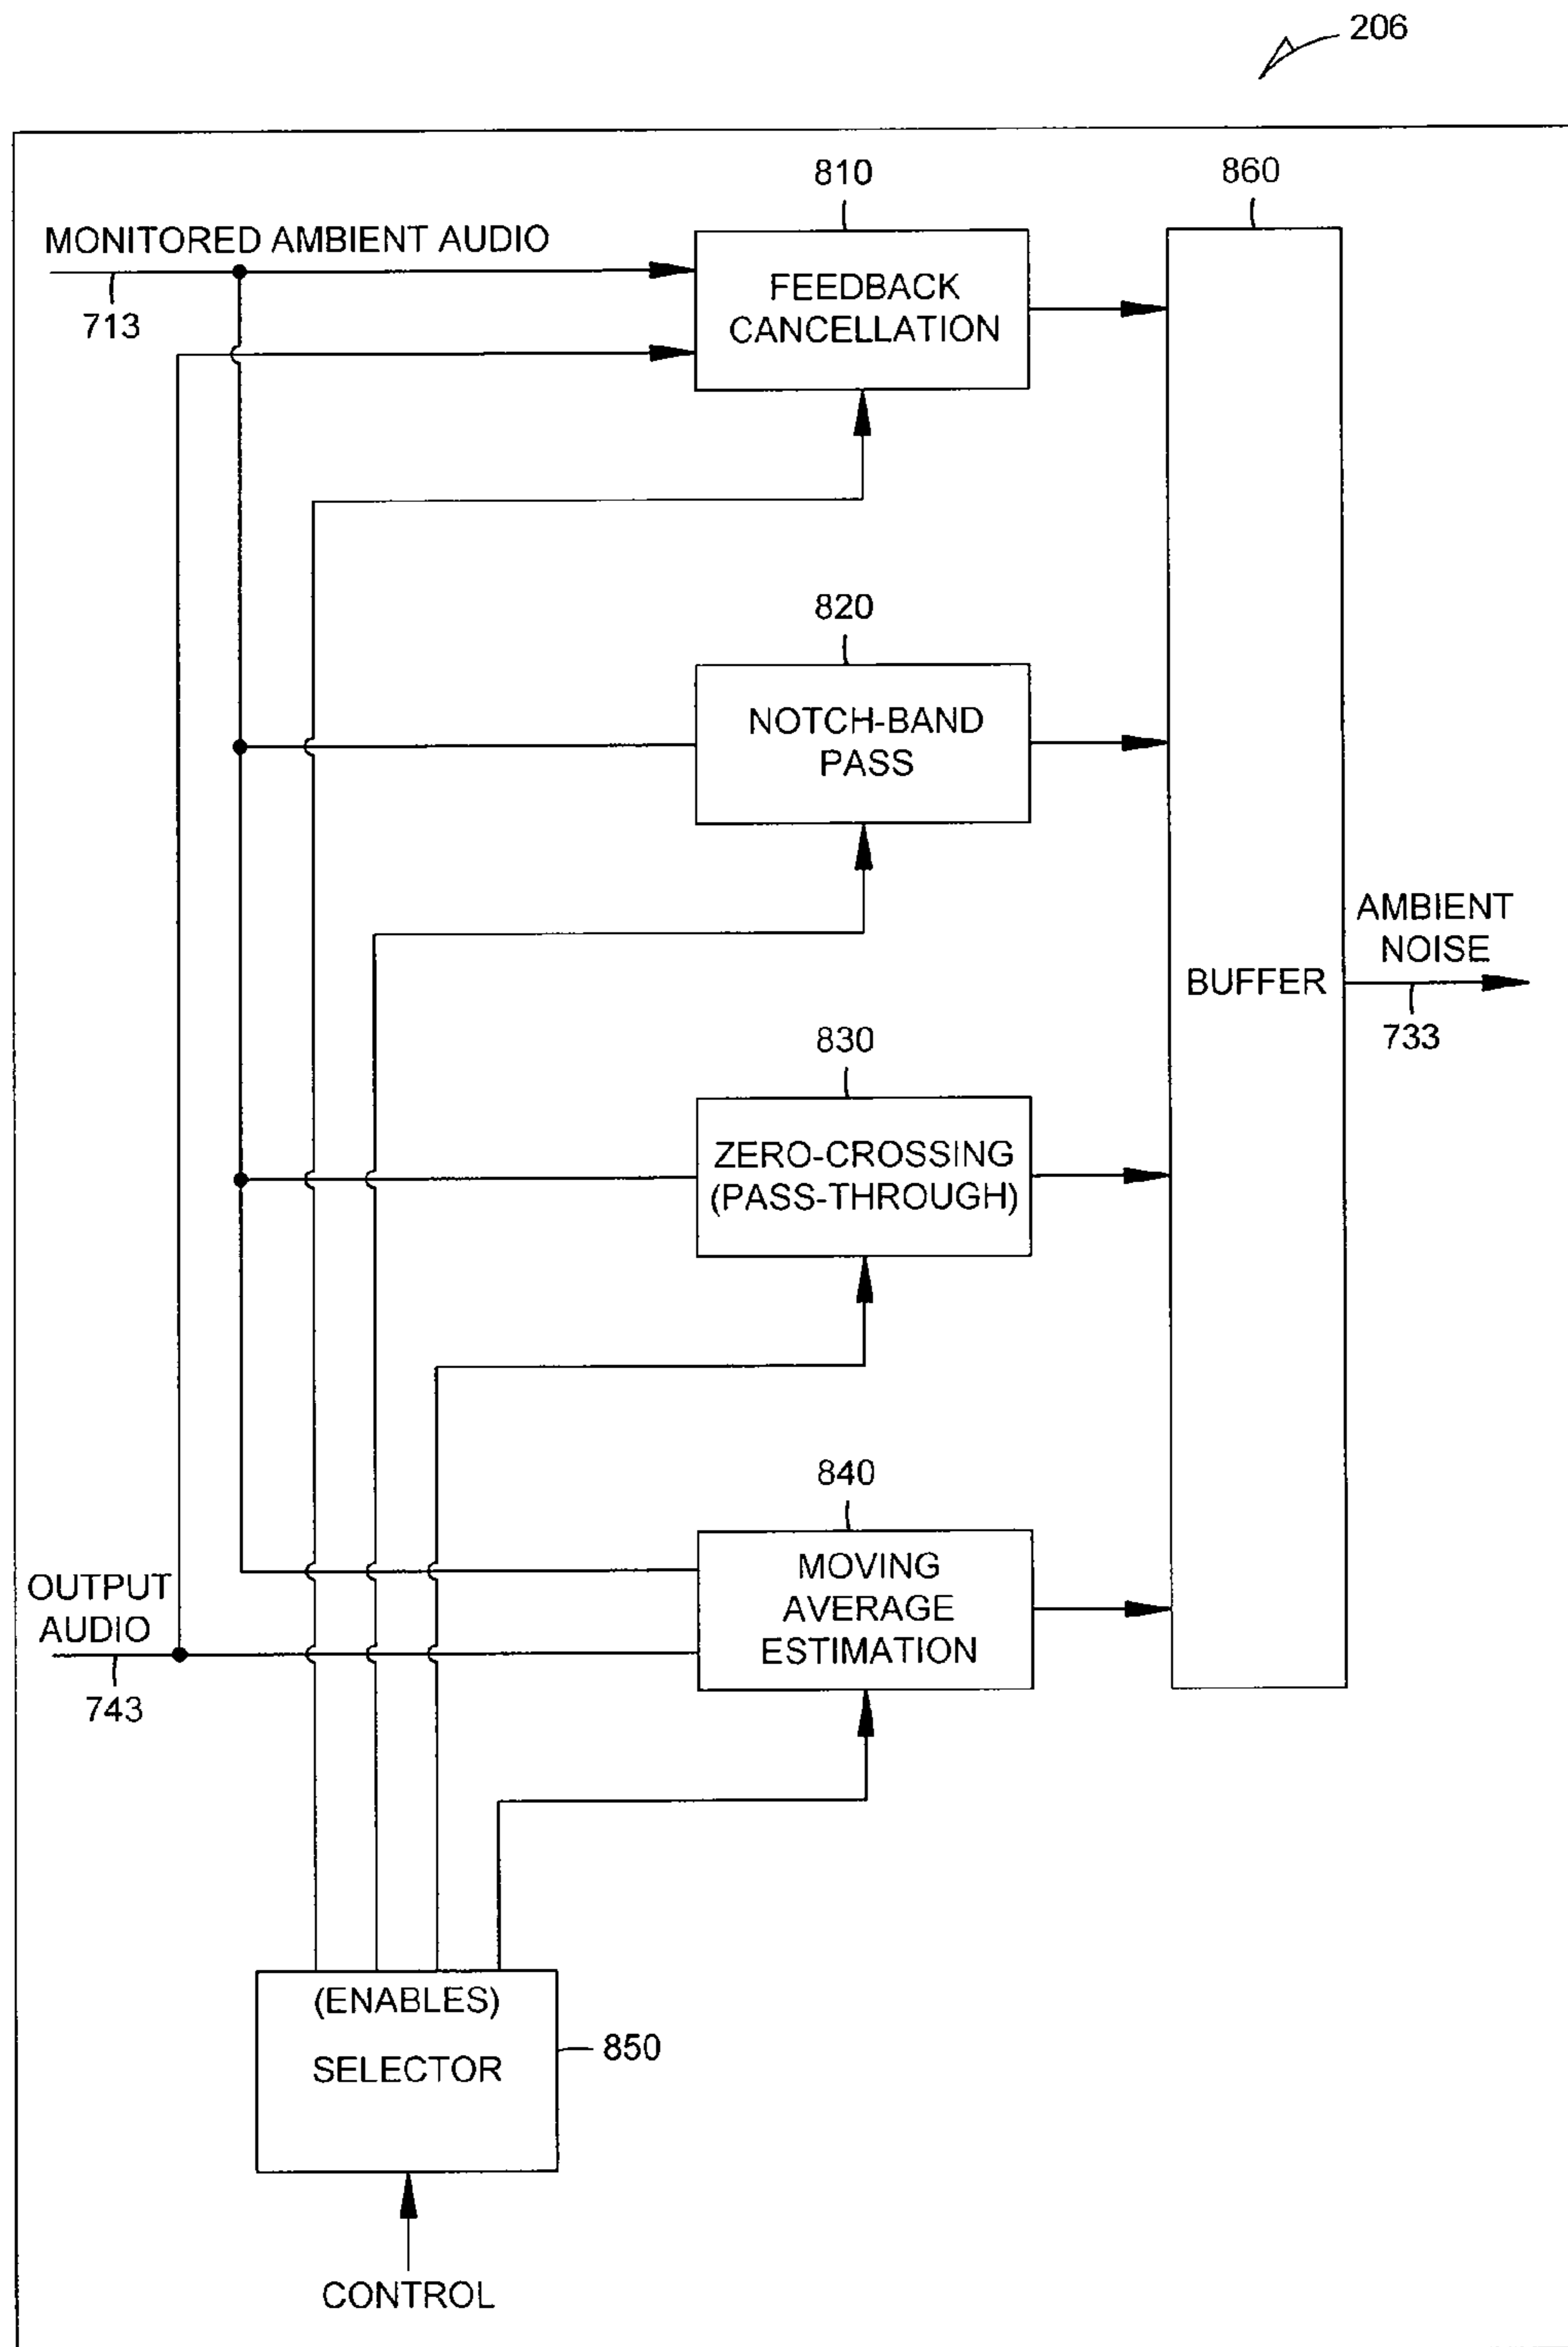 206
810
860
MONITORED AMBIENT AUDIO
713
FEEDBACK
CANCELLATION
820
NOTCH-BAND
PASS
AMBIENT
NOISE
BUFFER
733
830
ZERO-CROSSING
(PASS-THROUGH)
840
MOVING
AVERAGE
ESTIMATION
OUTPUT
AUDIO
743
(ENABLES)
SELECTOR
850
CONTROL